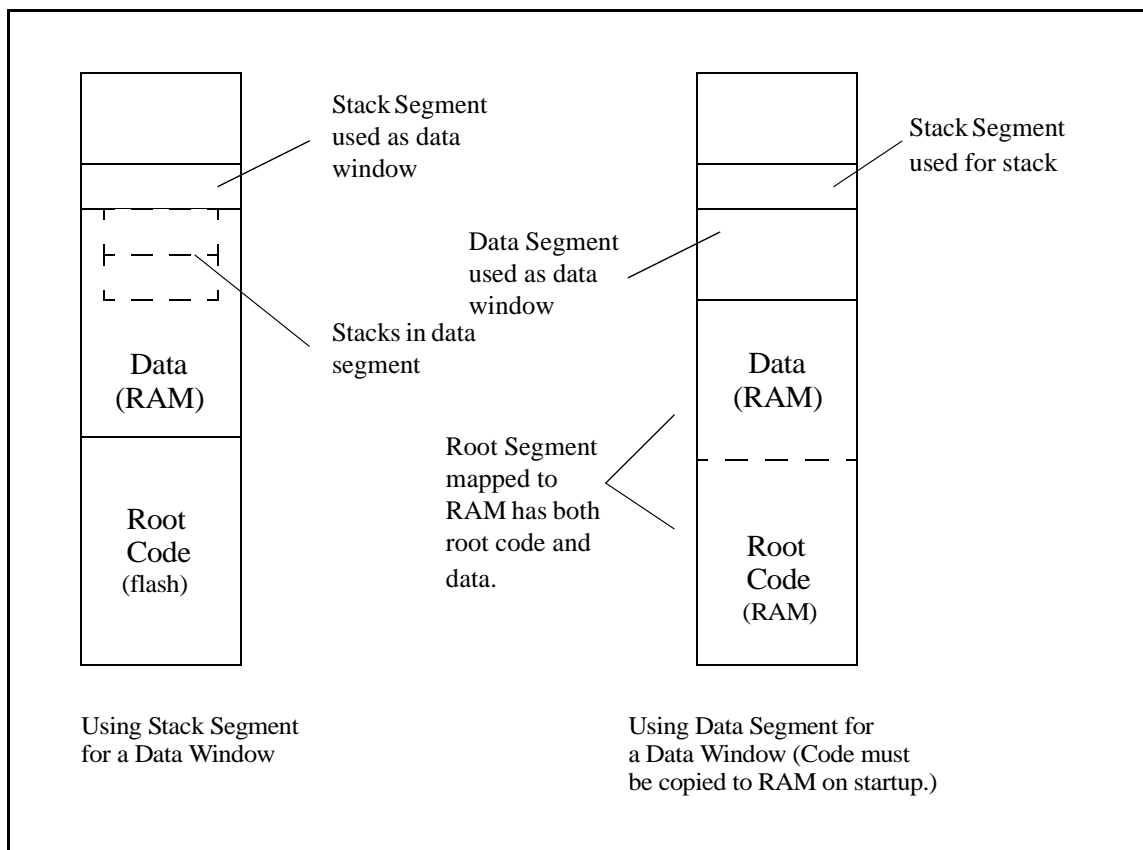 Stack Segment
used as data
window
Stacks in data
segment
Data
(RAM)
Root
Code
(flash)
Using Stack Segment
for a Data Window
Stack Segment
used for stack
Data Segment
used as data
window
Data
(RAM)
Root Segment
mapped to
RAM has both
root code and
data.
Root
Code
(RAM)
Using Data Segment for
a Data Window (Code must
be copied to RAM on startup.)